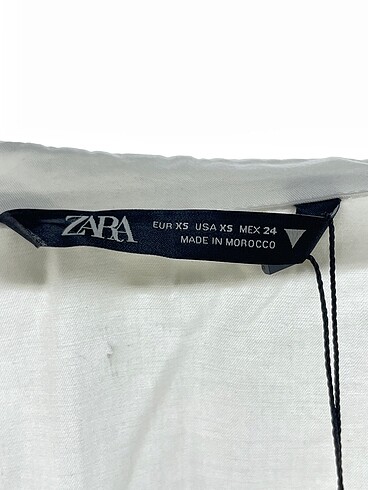 ZARA
EUR XS USA XS MEX 24
MADE IN MOROCCO